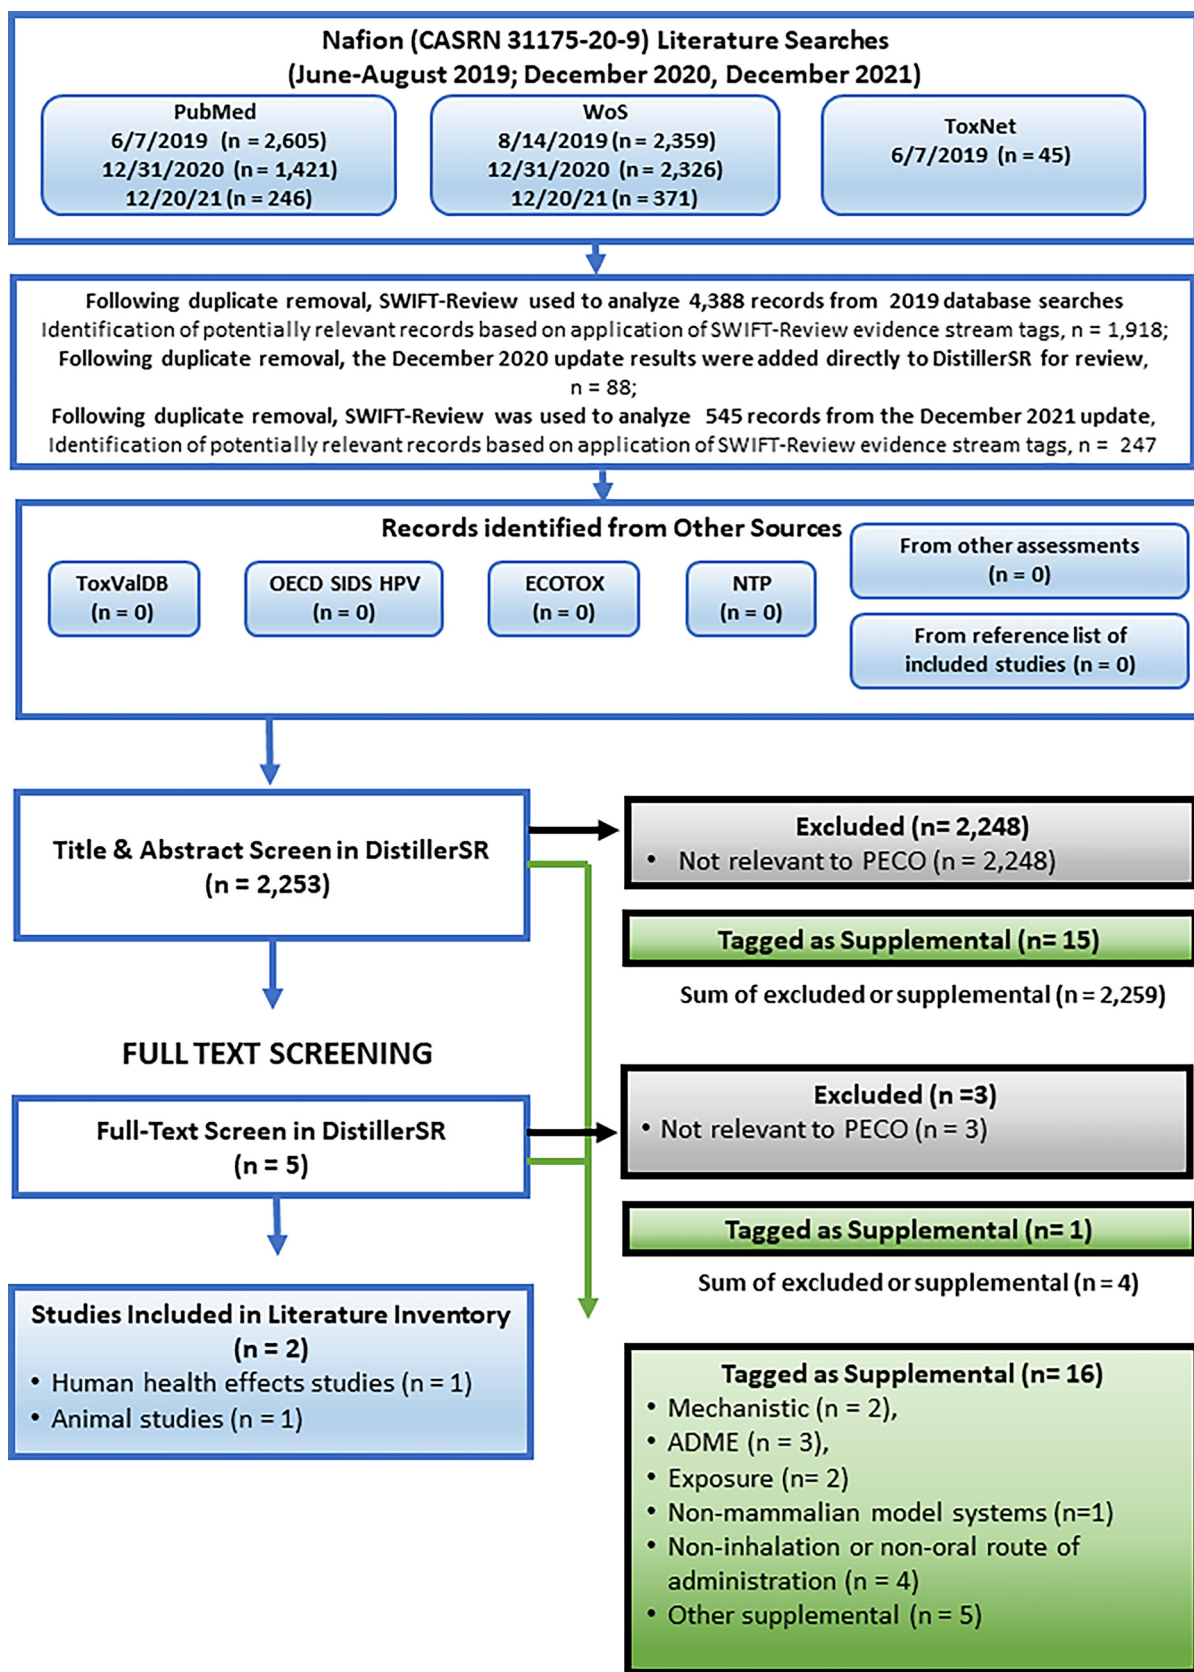 Nafion (CASRN 31175-20-9) Literature Searches
(June-August 2019; December 2020, December 2021)
PubMed
6/7/2019 (n = 2,605)
12/31/2020 (n = 1,421)
12/20/21 (n = 246)
WoS
8/14/2019 (n = 2,359)
12/31/2020 (n = 2,326)
12/20/21 (n = 371)
ToxNet
6/7/2019 (n = 45)
Following duplicate removal, SWIFT-Review used to analyze 4,388 records from 2019 database searches
Identification of potentially relevant records based on application of SWIFT-Review evidence stream tags, n = 1,918;
Following duplicate removal, the December 2020 update results were added directly to DistillerSR for review,
n = 88;
Following duplicate removal, SWIFT-Review was used to analyze 545 records from the December 2021 update,
Identification of potentially relevant records based on application of SWIFT-Review evidence stream tags, n = 247
Records identified from Other Sources
ToxValDB
(n = 0)
OECD SIDS HPV
(n = 0)
ECOTOX
(n = 0)
NTP
(n = 0)
From other assessments
(n = 0)
From reference list of
included studies (n = 0)
Title & Abstract Screen in DistillerSR
(n = 2,253)
Excluded (n= 2,248)
• Not relevant to PECO (n = 2,248)
Tagged as Supplemental (n= 15)
Sum of excluded or supplemental (n = 2,259)
FULL TEXT SCREENING
Full-Text Screen in DistillerSR
(n = 5)
Excluded (n =3)
• Not relevant to PECO (n = 3)
Tagged as Supplemental (n= 1)
Sum of excluded or supplemental (n = 4)
Studies Included in Literature Inventory
(n = 2)
• Human health effects studies (n = 1)
• Animal studies (n = 1)
Tagged as Supplemental (n= 16)
• Mechanistic (n = 2),
• ADME (n = 3),
• Exposure (n= 2)
• Non-mammalian model systems (n=1)
• Non-inhalation or non-oral route of
administration (n = 4)
• Other supplemental (n = 5)